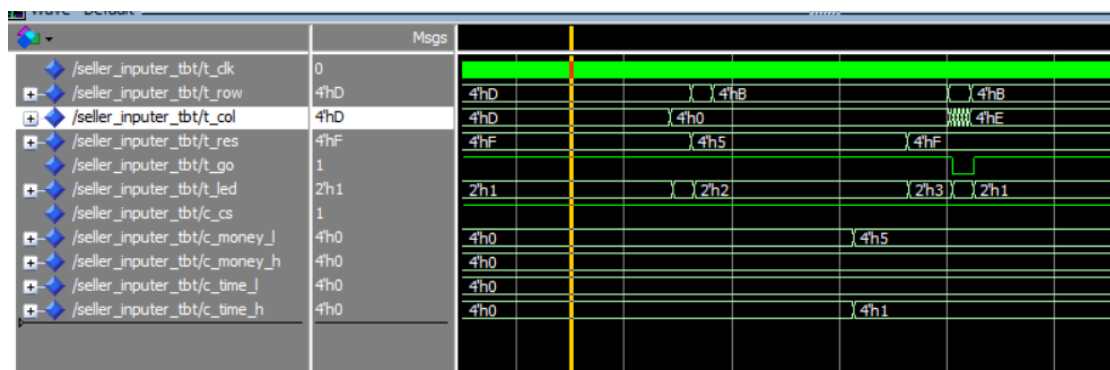 Wave - Default
Msgs
/seller_inputer_tbt/t_clk 0
/seller_inputer_tbt/t_row 4'hD 4'hD 4'hB 4'hB
/seller_inputer_tbt/t_col 4'hD 4'hD 4'h0 4'hE
/seller_inputer_tbt/t_res 4'hF 4'hF 4'h5 4'hF
/seller_inputer_tbt/t_go 1
/seller_inputer_tbt/t_led 2'h1 2'h1 2'h2 2'h3 2'h1
/seller_inputer_tbt/c_cs 1
/seller_inputer_tbt/c_money_l 4'h0 4'h0 4'h5
/seller_inputer_tbt/c_money_h 4'h0 4'h0
/seller_inputer_tbt/c_time_l 4'h0 4'h0
/seller_inputer_tbt/c_time_h 4'h0 4'h0 4'h1